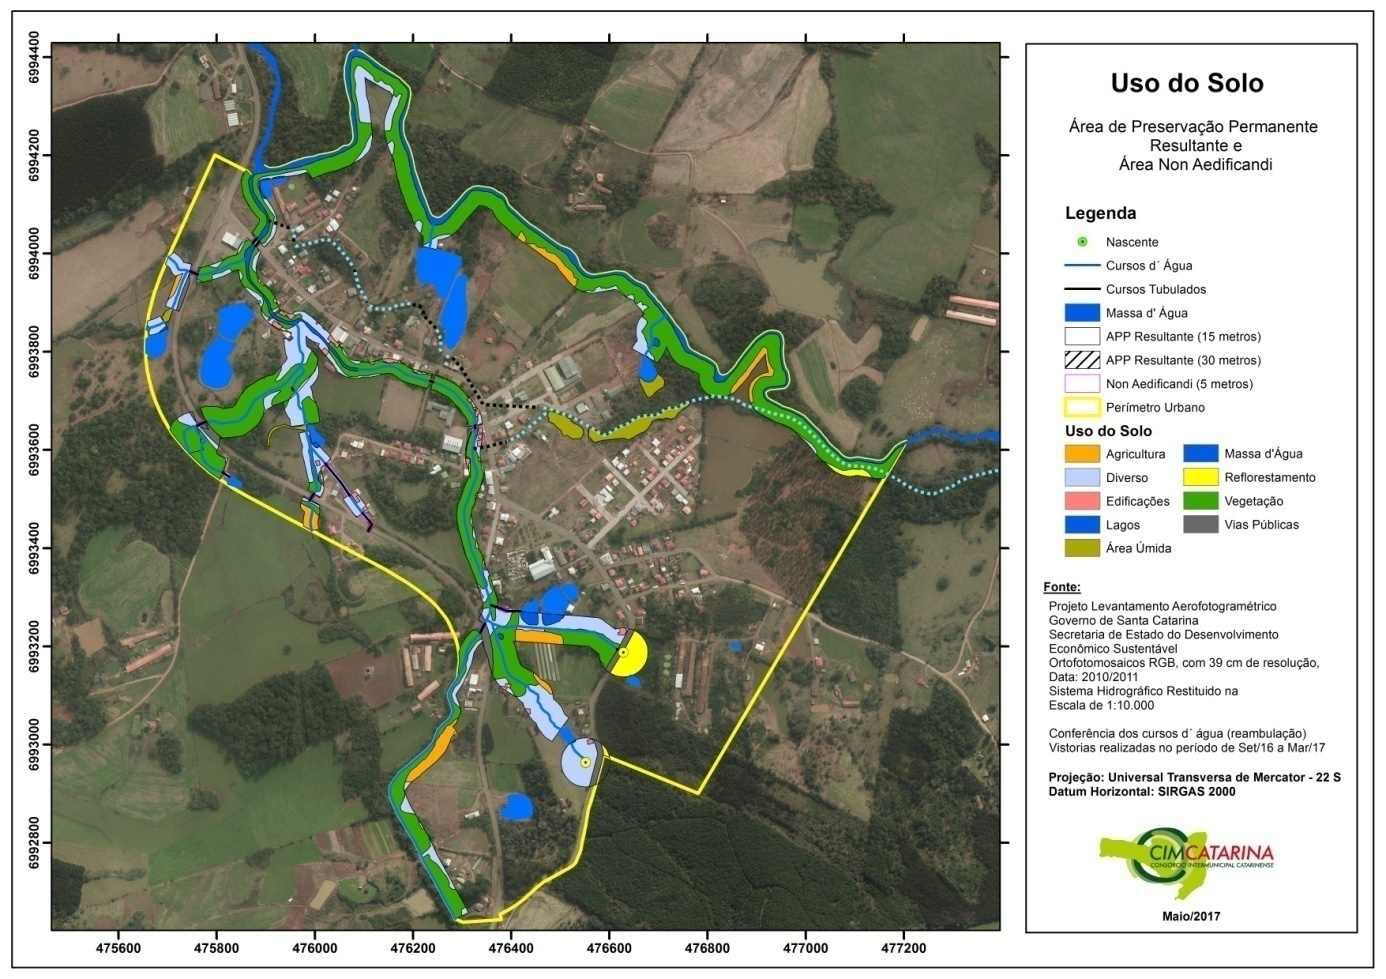 Uso do Solo
Área de Preservação Permanente
Resultante e
Área Non Aedificandi
Legenda
Nascente
Cursos d´ Água
Cursos Tubulados
Massa d' Água
APP Resultante (15 metros)
APP Resultante (30 metros)
Non Aedificandi (5 metros)
Perímetro Urbano
Uso do Solo
Agricultura
Massa d'Água
Diverso
Reflorestamento
Edificações
Vegetação
Lagos
Vias Públicas
Área Úmida
Fonte:
Projeto Levantamento Aerofotogramétrico
Governo de Santa Catarina
Secretaria de Estado do Desenvolvimento
Econômico Sustentável
Ortofotomosaicos RGB, com 39 cm de resolução,
Data: 2010/2011
Sistema Hidrográfico Restituido na
Escala de 1:10.000
Conferência dos cursos d´ água (reambulação)
Vistorias realizadas no período de Set/16 a Mar/17
Projeção: Universal Transversa de Mercator - 22 S
Datum Horizontal: SIRGAS 2000
CIMCATARINA
CONSÓRCIO INTERMUNICIPAL CATARINENSE
Maio/2017
6994400
6994200
6994000
6993800
6993600
6993400
6993200
6993000
6992800
475600
475800
476000
476200
476400
476600
476800
477000
477200